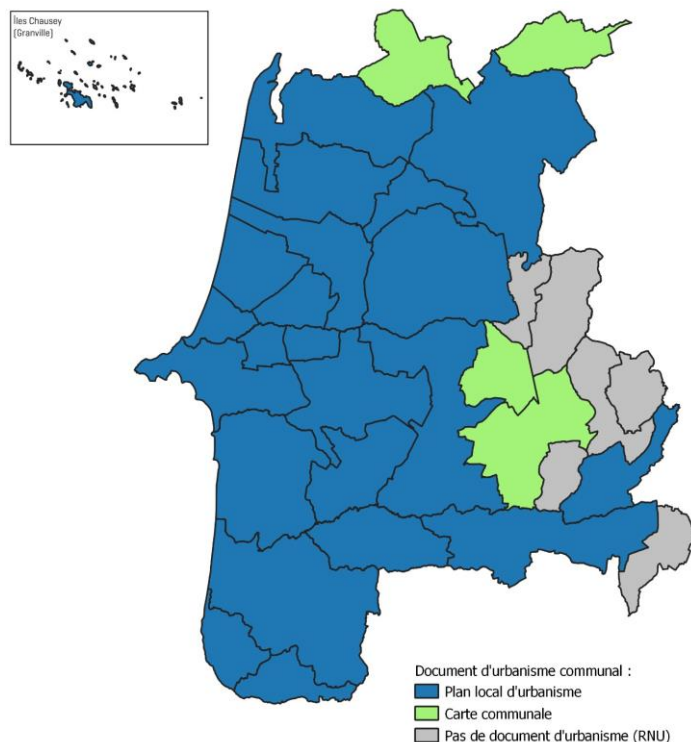 Îles Chausey
(Granville)
Document d'urbanisme communal :
Plan local d'urbanisme
Carte communale
Pas de document d'urbanisme (RNU)